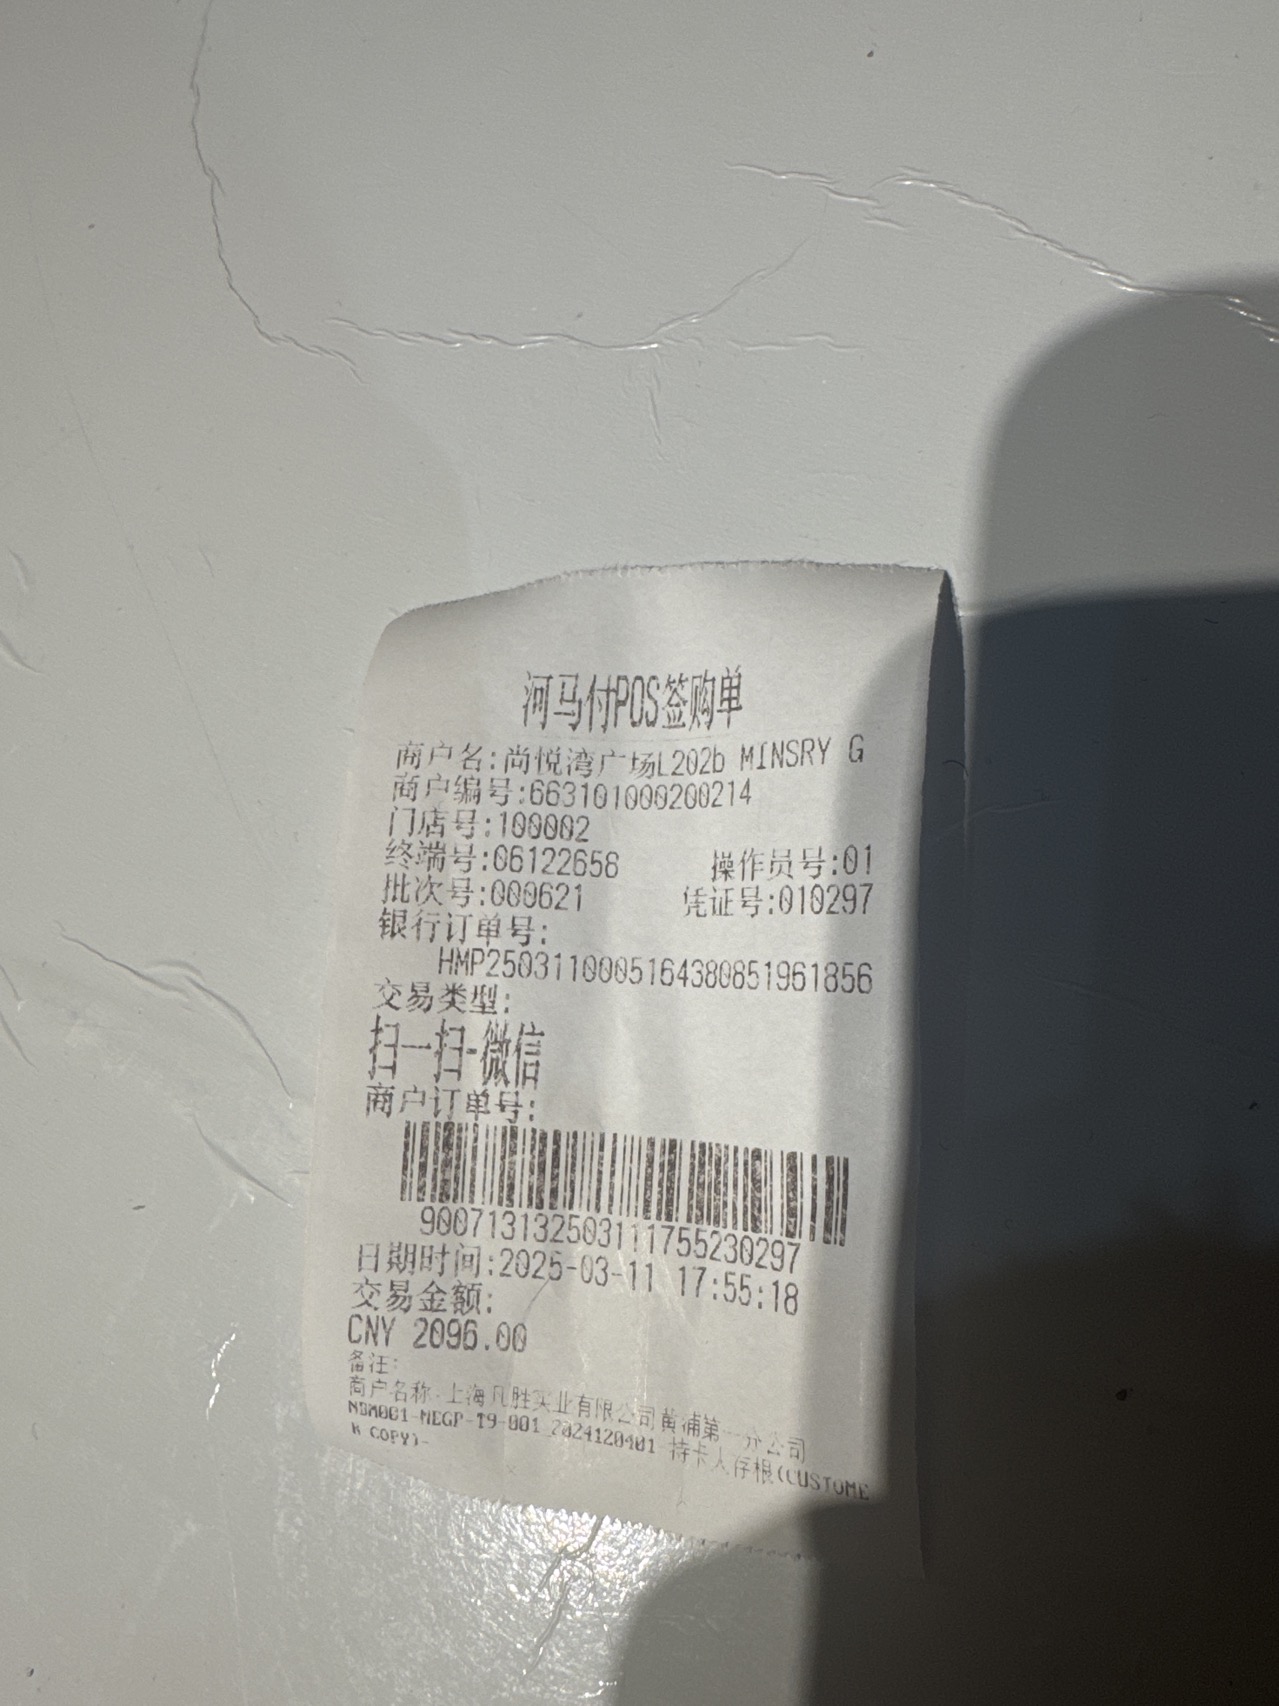 河马付POS签购单
商户名:尚悦湾广场L202b MINSRY G
商户编号:663101000200214
门店号:100002
终端号:06122658 操作员号:01
批次号:000621 凭证号:010297
银行订单号:
HMP2503110005164380851961856
交易类型:
扫一扫-微信
商户订单号:
900713132503111755230297
日期时间:2025-03-11 17:55:18
交易金额:
CNY 2096.00
备注:
商户名称:上海凡胜实业有限公司黄浦第一分公司
NBM001-NEGP-T9-001 2024120401 持卡人存根(CUSTOME
R COPY)-